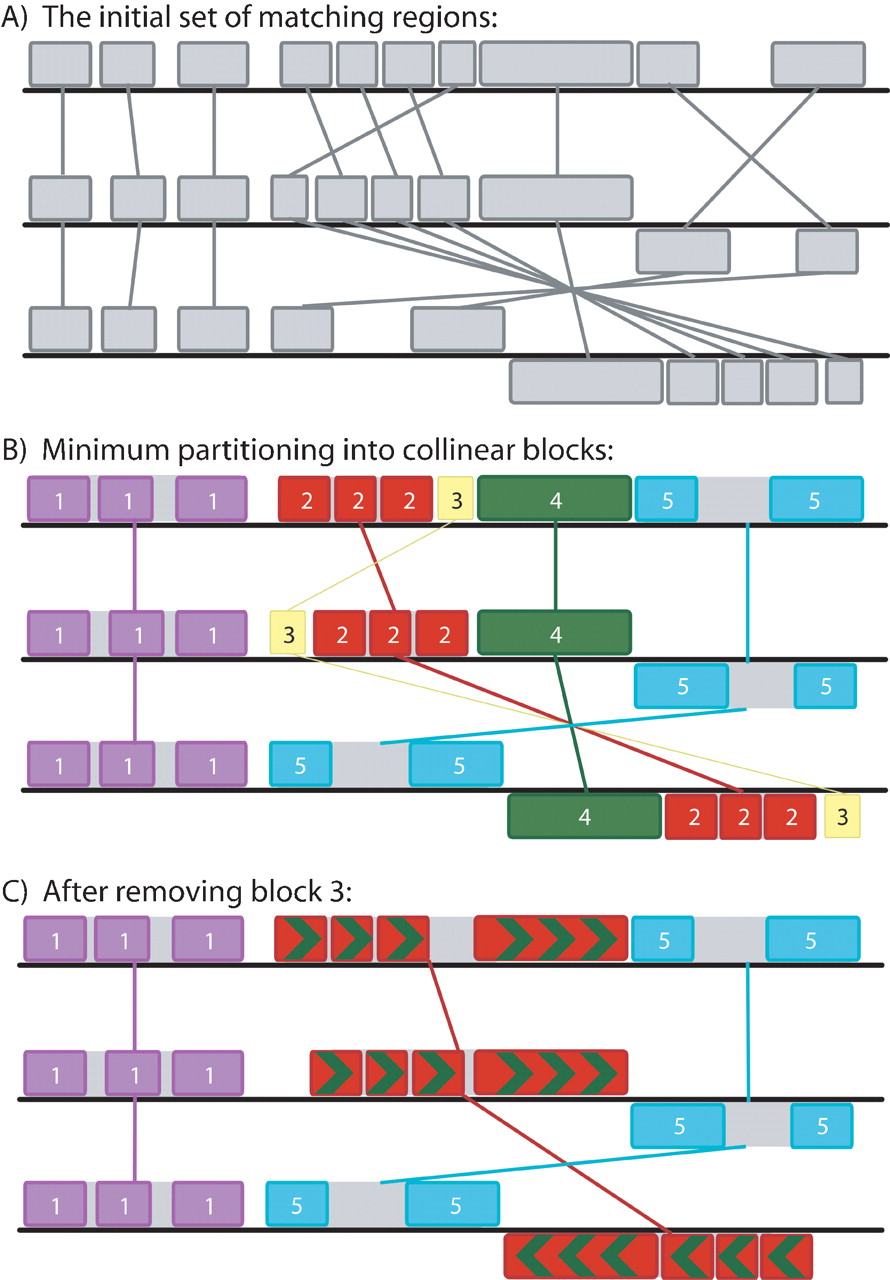 A) The initial set of matching regions:
B) Minimum partitioning into collinear blocks:
1 1 1 2 2 2 3 4 5 5
1 1 1 3 2 2 2 4
5 5
1 1 1 5 5
4 2 2 2 3
C) After removing block 3:
1 1 1 5 5
1 1 1
5 5
1 1 1 5 5